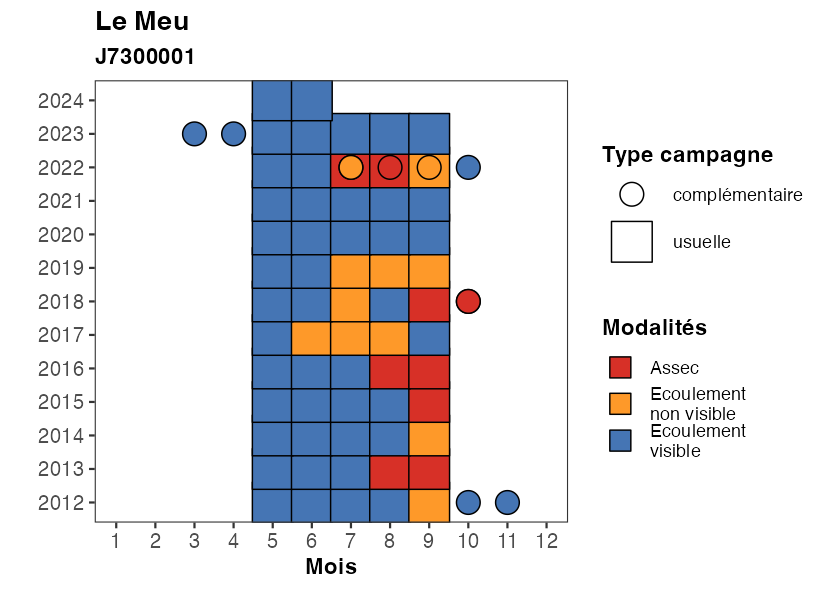 Le Meu
J7300001
2024
2023
2022
2021
2020
2019
2018
2017
2016
2015
2014
2013
2012
1 2 3 4 5 6 7 8 9 10 11 12
Mois
Type campagne
complémentaire
usuelle
Modalités
Assec
Ecoulement
non visible
Ecoulement
visible